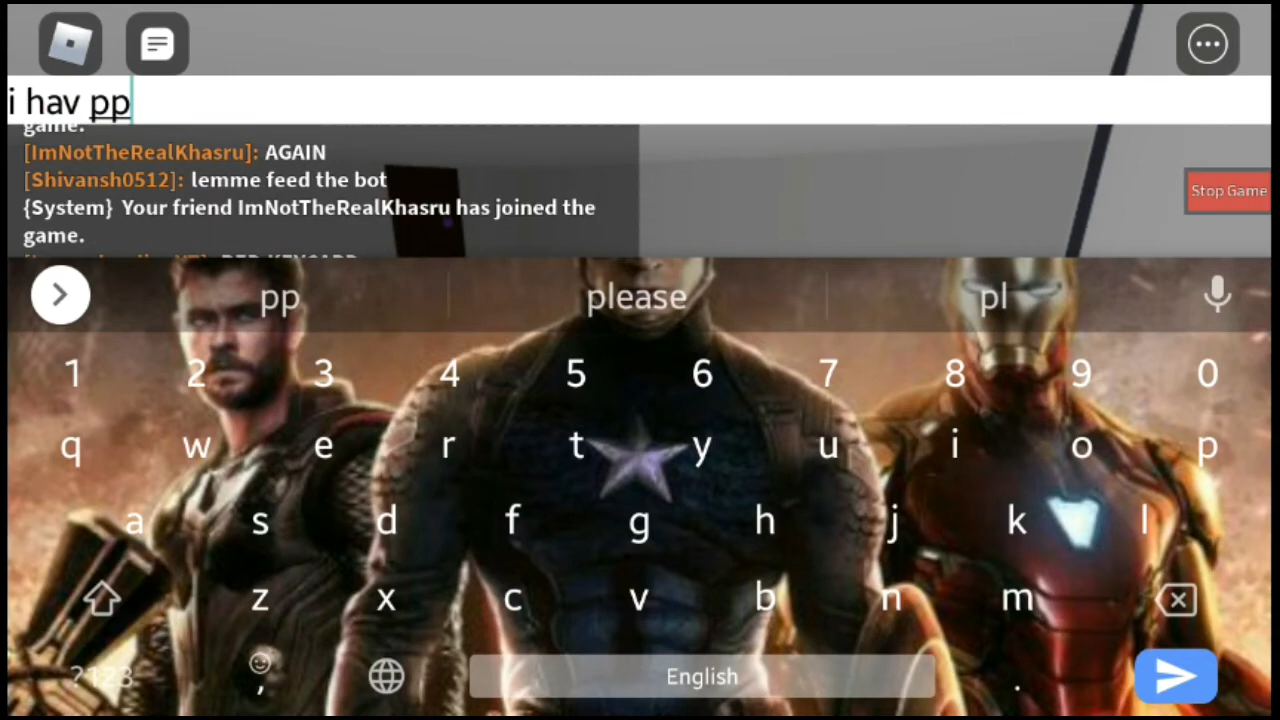 i hav pp
game.
[ImNotTheRealKhasru]: AGAIN
[Shivansh0512]: lemme feed the bot
{System} Your friend ImNotTheRealKhasru has joined the
game.
Stop Game
pp please pl
1 2 3 4 5 6 7 8 9 0
q w e r t y u i o p
a s d f g h j k l
z x c v b n m
?123 , English .